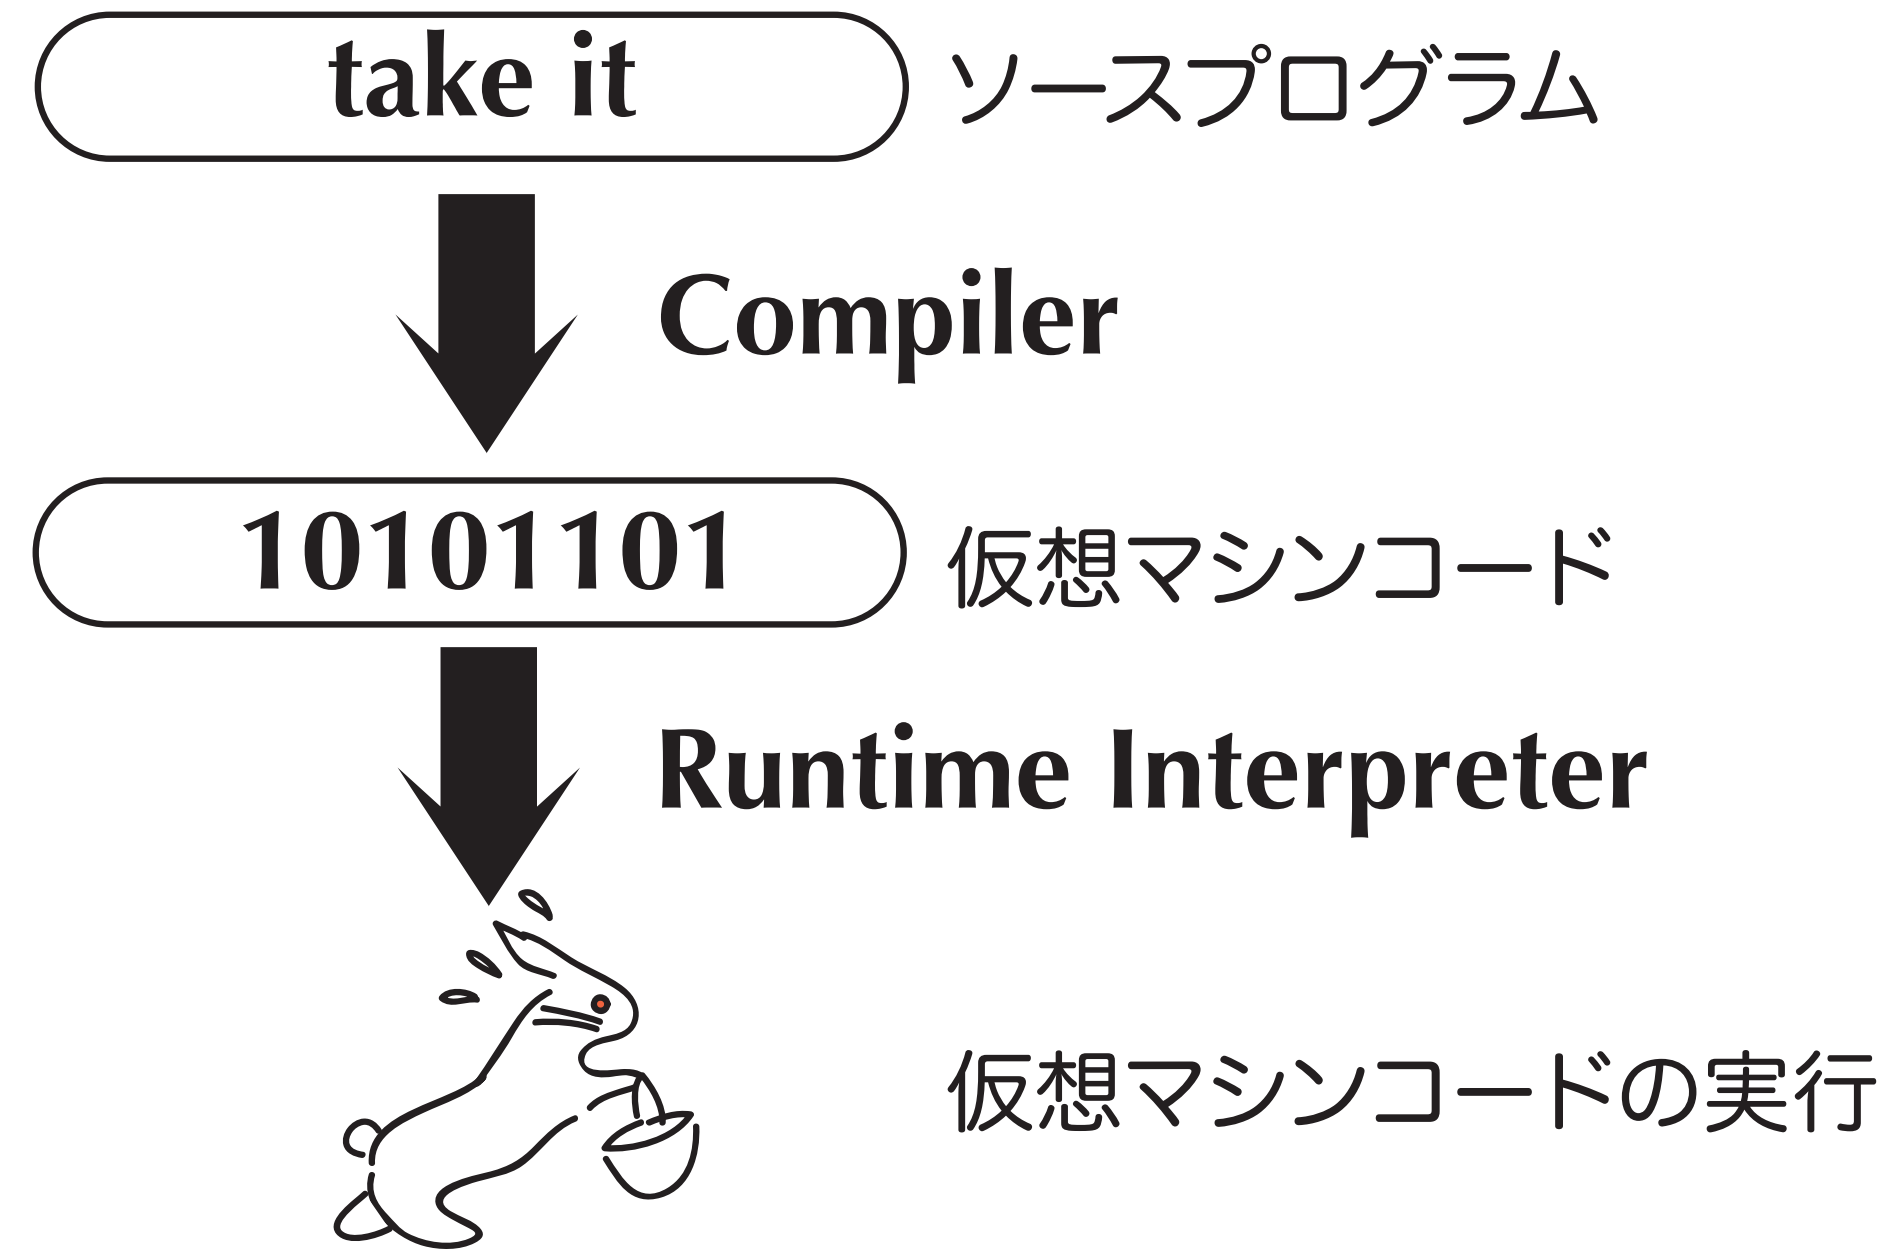 take it
ソースプログラム
Compiler
10101101
仮想マシンコード
Runtime Interpreter
仮想マシンコードの実行